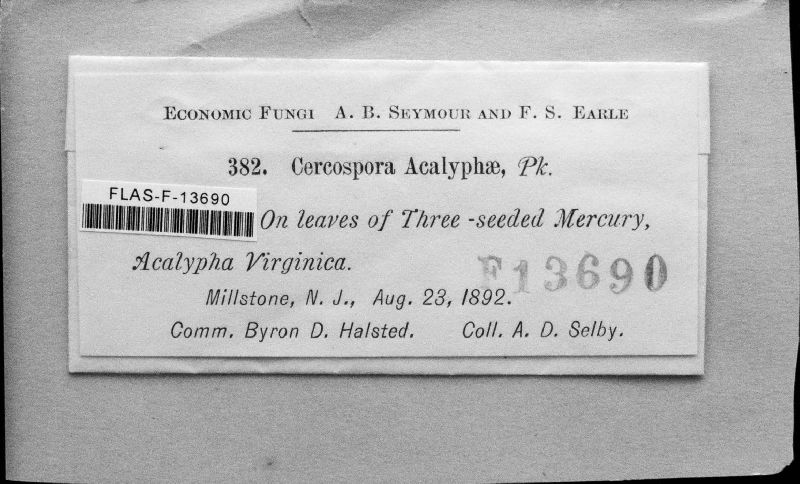 Economic Fungi A. B. Seymour and F. S. Earle
382. Cercospora Acalyphæ, Pk.
FLAS-F-13690
On leaves of Three-seeded Mercury,
Acalypha Virginica.
F13690
Millstone, N. J., Aug. 23, 1892.
Comm. Byron D. Halsted. Coll. A. D. Selby.